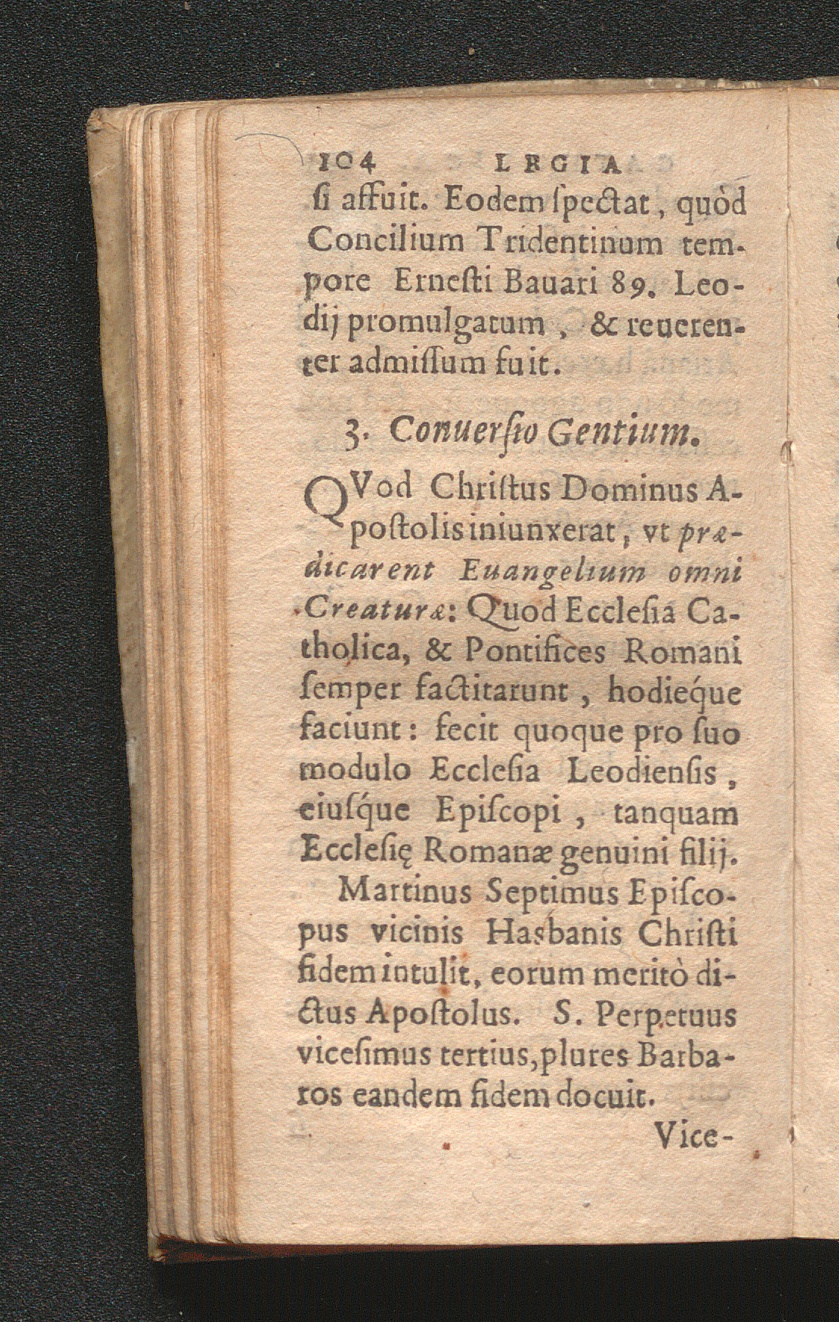 104 LEGIA
ſi affuit. Eodem ſpectat, quòd
Concilium Tridentinum tem-
pore Erneſti Bauari 89. Leo-
dij promulgatum, & reueren-
ter admiſſum fuit.
3. Conuerſio Gentium.
QVod Chriſtus Dominus A-
poſtolis iniunxerat, vt præ-
dicarent Euangelium omni
Creaturæ: Quod Eccleſia Ca-
tholica, & Pontifices Romani
ſemper factitarunt, hodieq́ue
faciunt: fecit quoque pro ſuo
modulo Eccleſia Leodienſis,
eiuſq́ue Epiſcopi, tanquam
Eccleſię Romanæ genuini filij.
Martinus Septimus Epiſco-
pus vicinis Hasbanis Chriſti
fidem intulit, eorum meritò di-
ctus Apoſtolus. S. Perpetuus
viceſimus tertius, plures Barba-
ros eandem fidem docuit.
Vice-